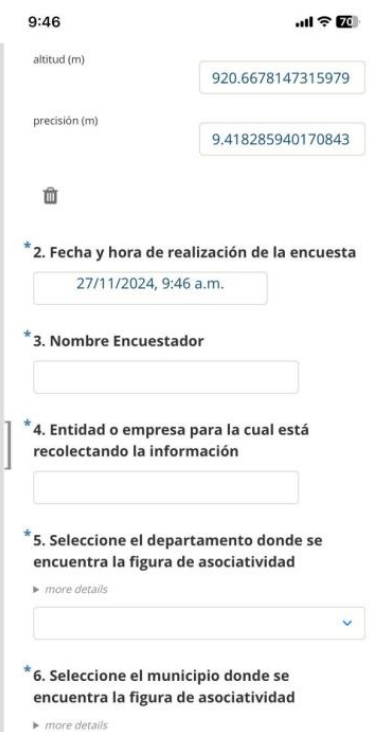 9:46
70
altitud (m)
920.6678147315979
precisión (m)
9.418285940170843
*2. Fecha y hora de realización de la encuesta
27/11/2024, 9:46 a.m.
*3. Nombre Encuestador
*4. Entidad o empresa para la cual está
recolectando la información
*5. Seleccione el departamento donde se
encuentra la figura de asociatividad
▸ more details
*6. Seleccione el municipio donde se
encuentra la figura de asociatividad
▸ more details